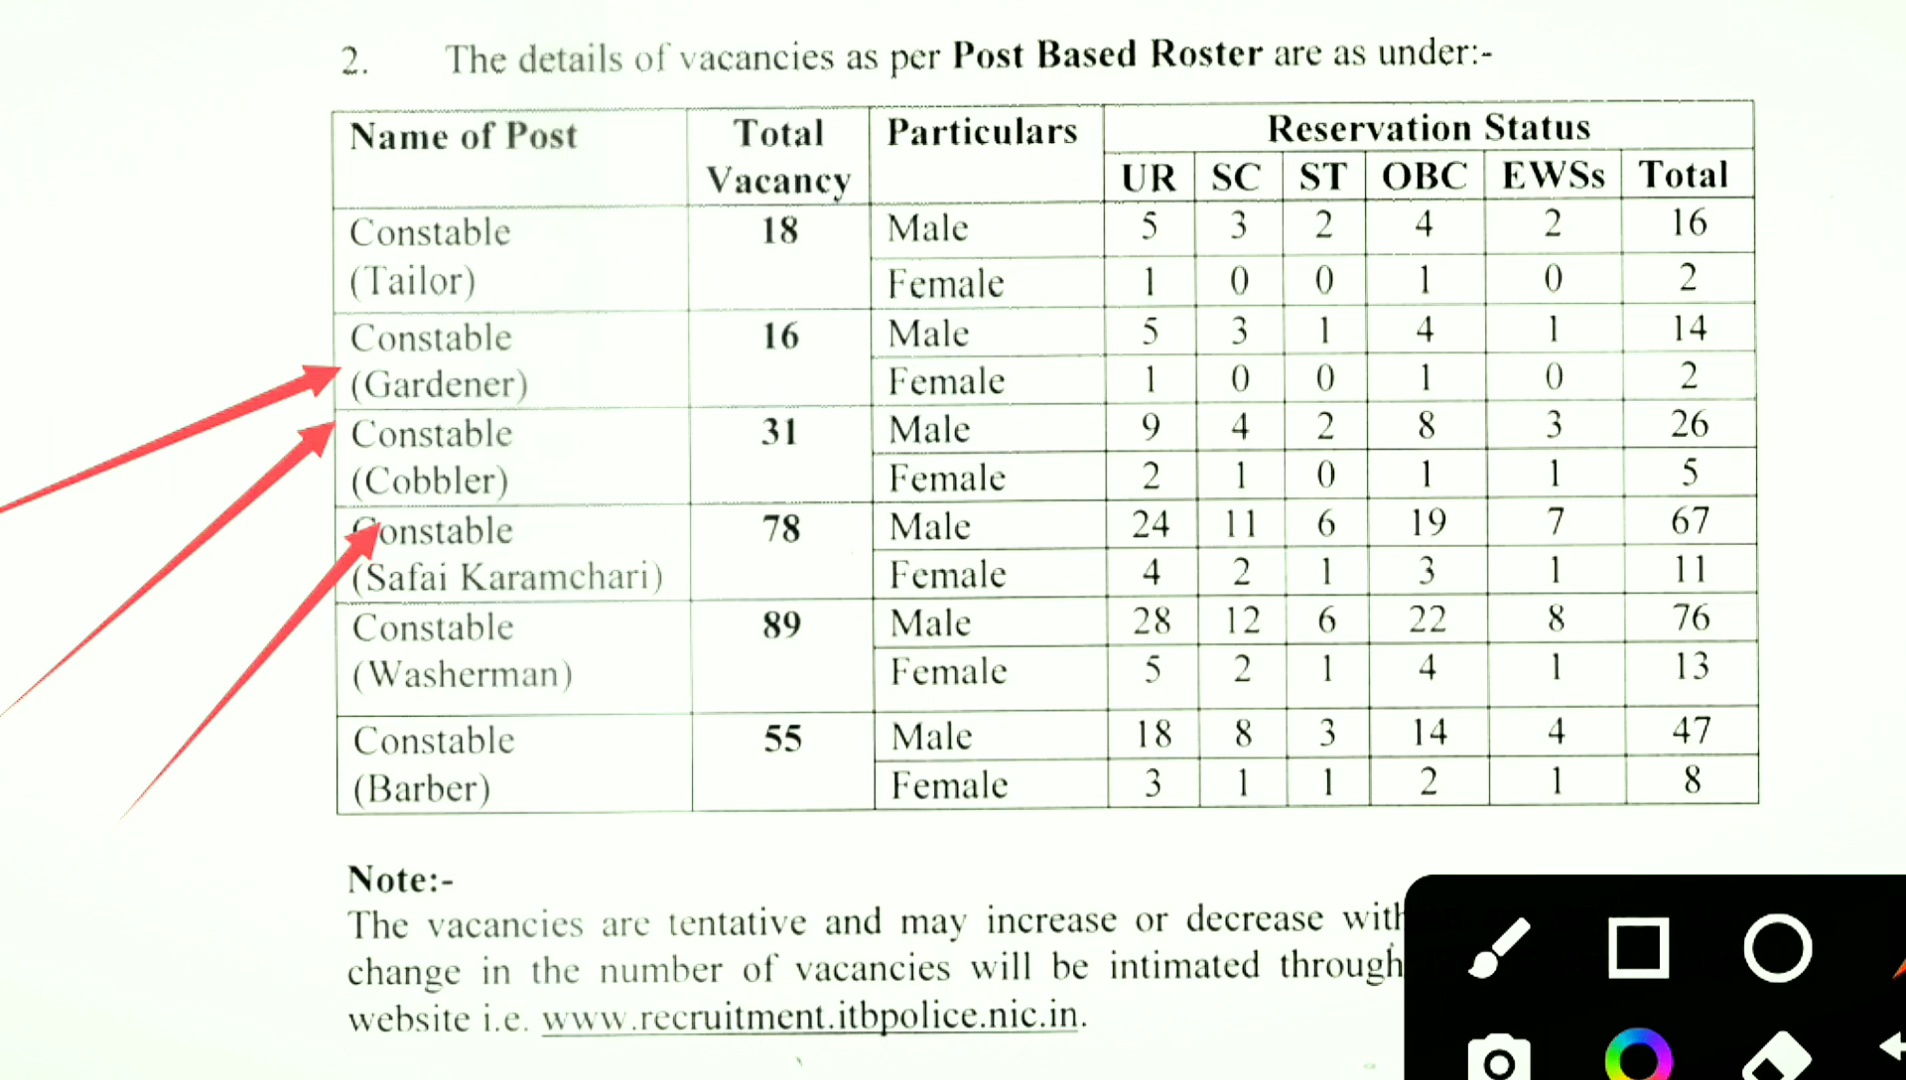 2. The details of vacancies as per Post Based Roster are as under:-
Name of Post Total Vacancy Particulars Reservation Status
UR SC ST OBC EWSs Total
Constable (Tailor) 18 Male 5 3 2 4 2 16
Female 1 0 0 1 0 2
Constable (Gardener) 16 Male 5 3 1 4 1 14
Female 1 0 0 1 0 2
Constable (Cobbler) 31 Male 9 4 2 8 3 26
Female 2 1 0 1 1 5
Constable (Safai Karamchari) 78 Male 24 11 6 19 7 67
Female 4 2 1 3 1 11
Constable (Washerman) 89 Male 28 12 6 22 8 76
Female 5 2 1 4 1 13
Constable (Barber) 55 Male 18 8 3 14 4 47
Female 3 1 1 2 1 8
Note:-
The vacancies are tentative and may increase or decrease with
change in the number of vacancies will be intimated through
website i.e. www.recruitment.itbpolice.nic.in.